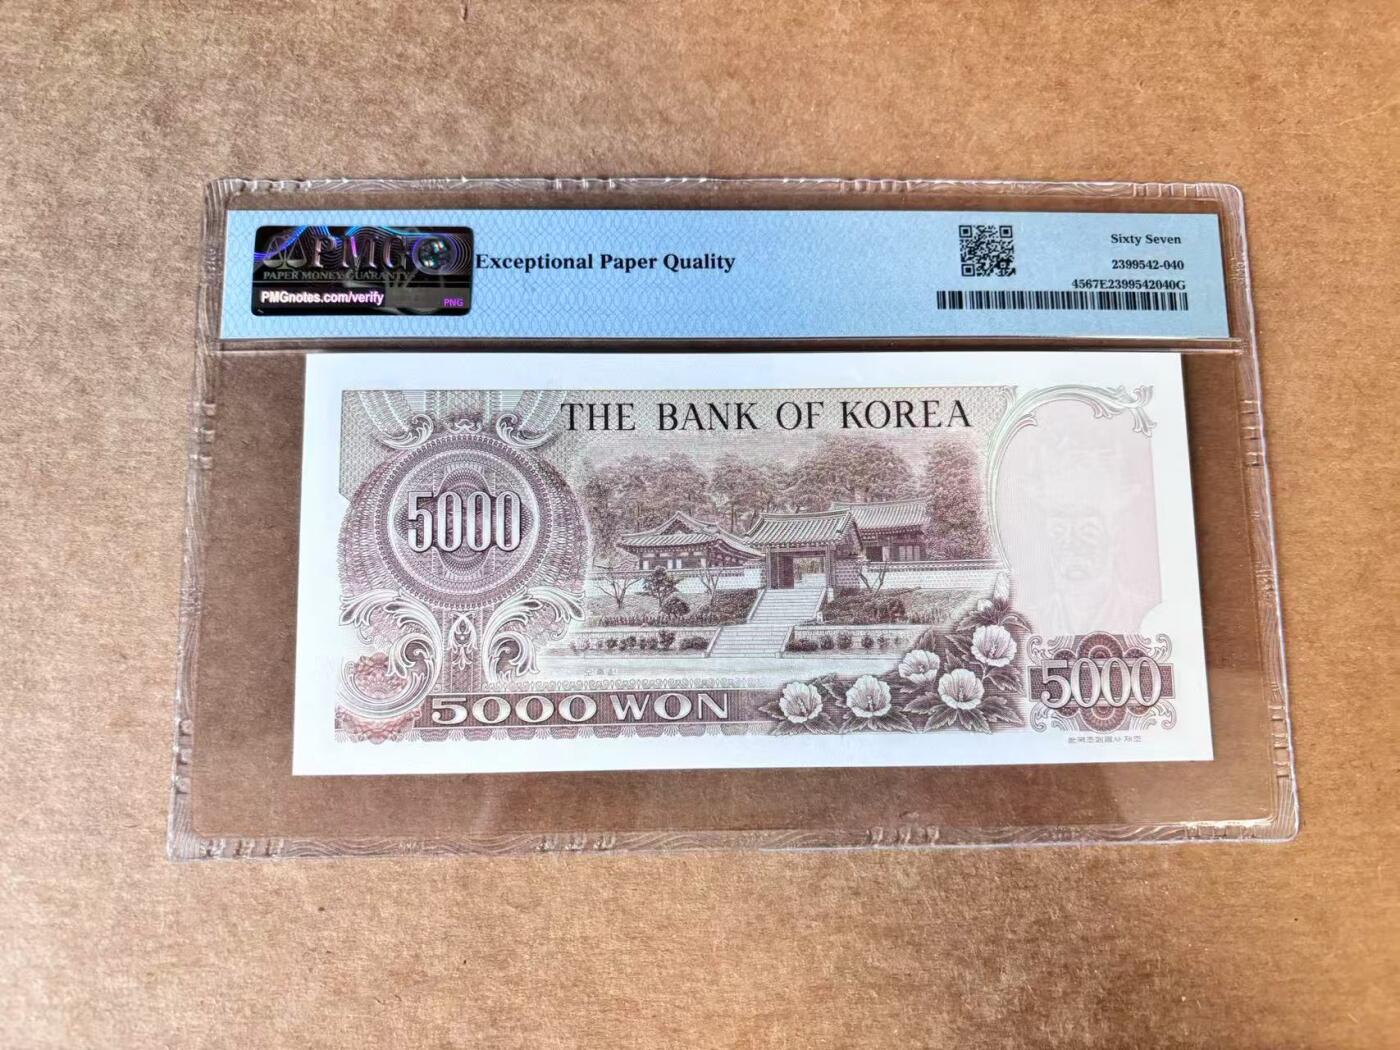 PMG
PAPER MONEY GUARANTY
PMGnotes.com/verify
PNG
Exceptional Paper Quality
Sixty Seven
2399542-040
4567E2399542040G
THE BANK OF KOREA
5000
5000 WON
5000